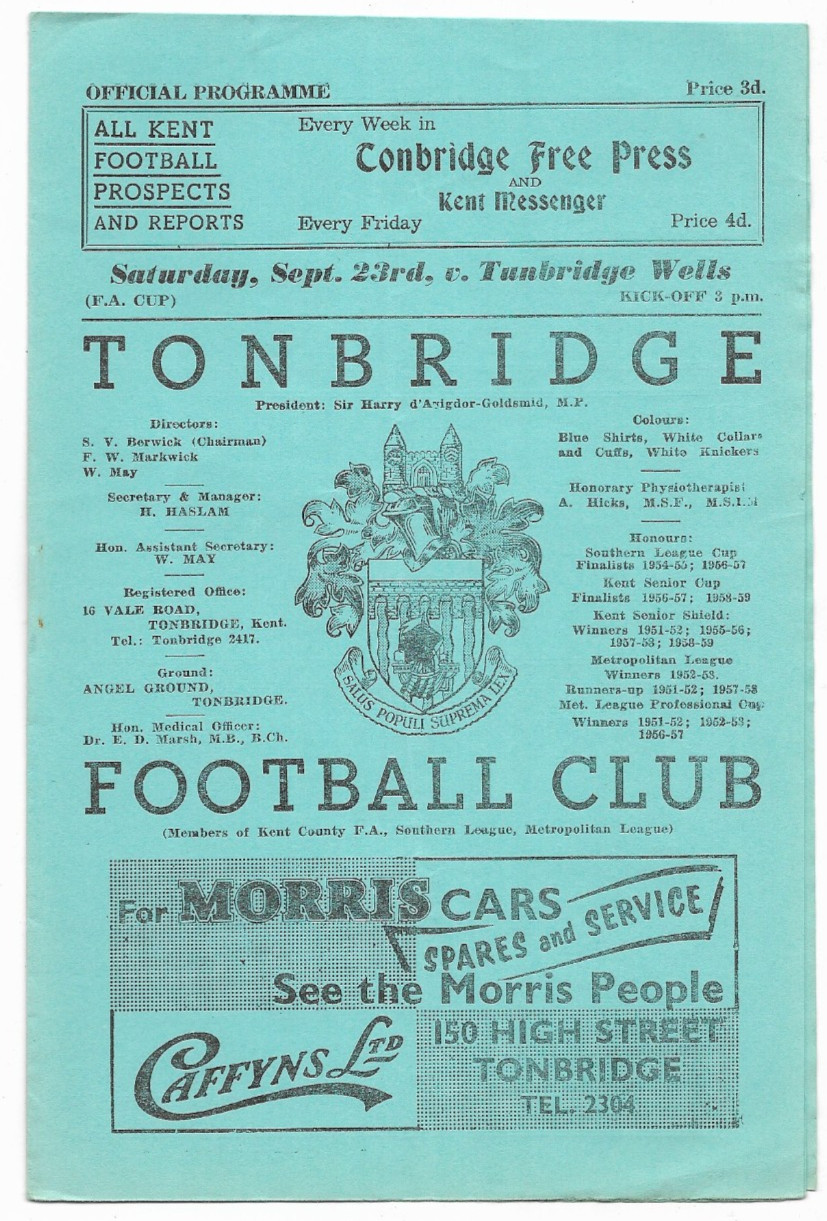 OFFICIAL PROGRAMME Price 3d.
ALL KENT
FOOTBALL
PROSPECTS
AND REPORTS
Every Week in
Tonbridge Free Press
AND
Kent Messenger
Every Friday Price 4d.
Saturday, Sept. 23rd, v. Tunbridge Wells
(F.A. CUP) KICK-OFF 3 p.m.
TONBRIDGE
President: Sir Harry d'Avigdor-Goldsmid, M.P.
Directors:
S. V. Berwick (Chairman)
F. W. Markwick
W. May
Secretary & Manager:
H. HASLAM
Hon. Assistant Secretary:
W. MAY
Registered Office:
16 VALE ROAD,
TONBRIDGE, Kent.
Tel.: Tonbridge 2417.
Ground:
ANGEL GROUND,
TONBRIDGE.
Hon. Medical Officer:
Dr. E. D. Marsh, M.B., B.Ch.
SALUS POPULI SUPREMA LEX
Colours:
Blue Shirts, White Collars
and Cuffs, White Knickers
Honorary Physiotherapist
A. Hicks, M.S.F.,
Honours:
Southern League Cup
Finalists 1954-55; 1956-57
Kent Senior Cup
Finalists 1956-57; 1958-59
Kent Senior Shield:
Winners 1951-52; 1955-56;
1957-58; 1958-59
Metropolitan League
Winners 1952-53.
Runners-up 1951-52; 1957-58
Met. League Professional Cup:
Winners 1951-52; 1952-53;
1956-57
FOOTBALL CLUB
(Members of Kent County F.A., Southern League, Metropolitan League)
For MORRIS CARS
SPARES and SERVICE
See the Morris People
CAFFYNS LTD
150 HIGH STREET
TONBRIDGE
TEL. 2304